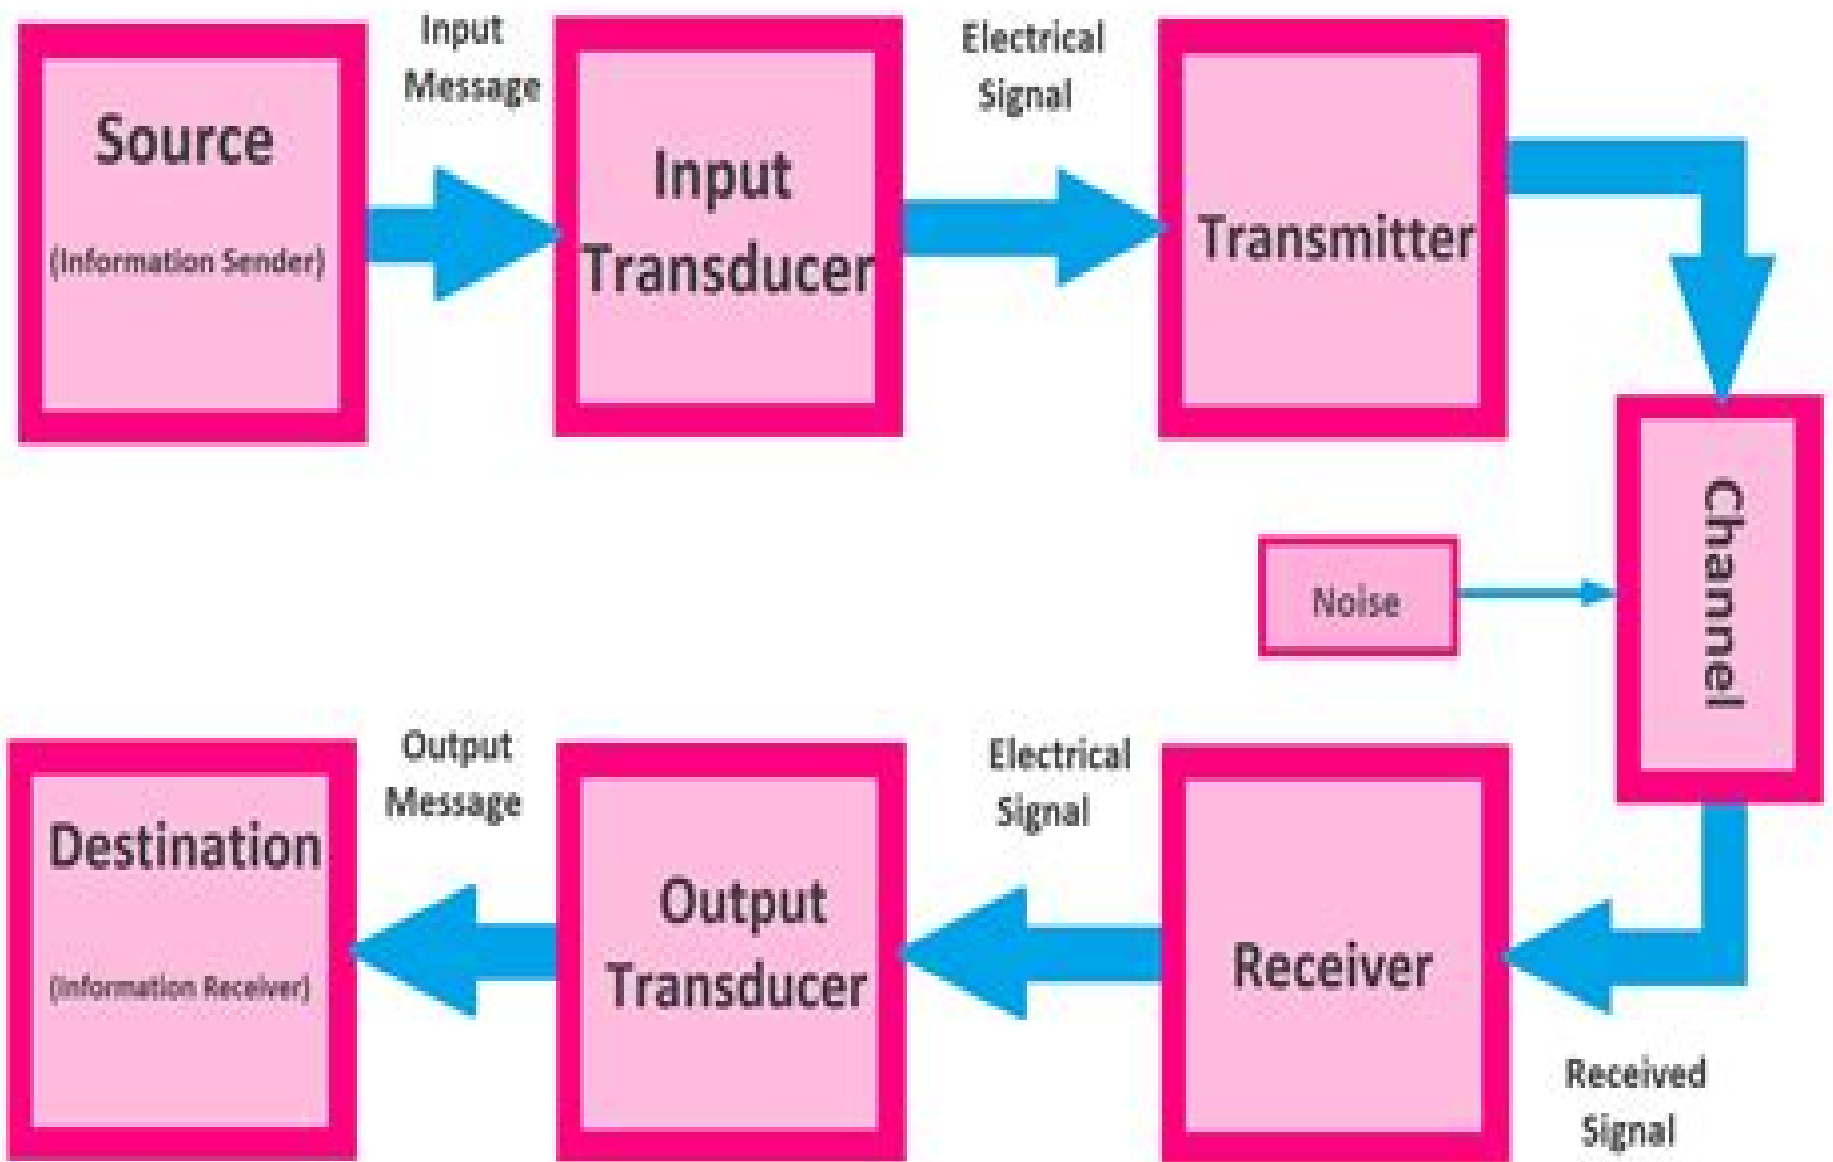 Source
(Information Sender)
Input
Message
Input
Transducer
Electrical
Signal
Transmitter
Channel
Noise
Received
Signal
Receiver
Electrical
Signal
Output
Transducer
Output
Message
Destination
(Information Receiver)